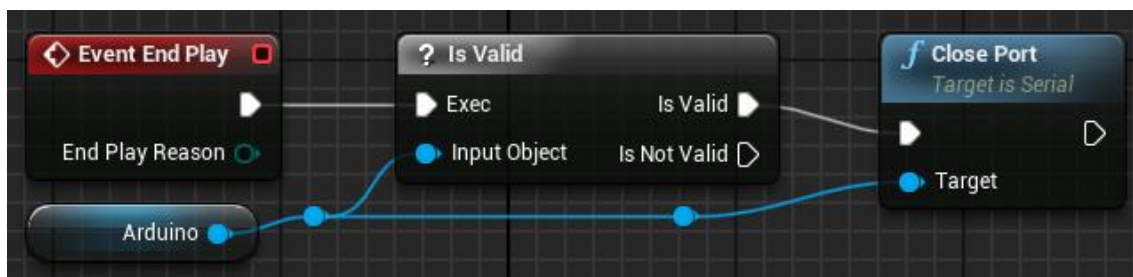 Event End Play
End Play Reason
Arduino
? Is Valid
Exec
Is Valid
Input Object
Is Not Valid
f Close Port
Target is Serial
Target